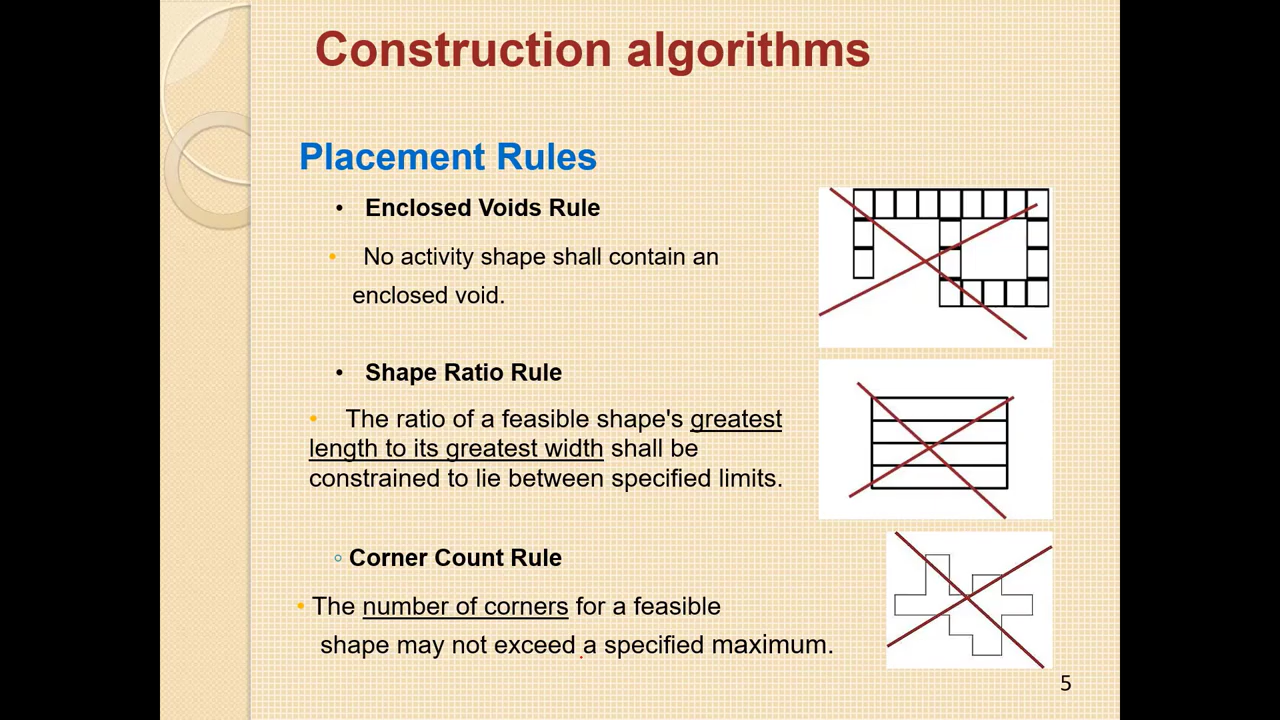 Construction algorithms
Placement Rules
• Enclosed Voids Rule
• No activity shape shall contain an
enclosed void.
• Shape Ratio Rule
• The ratio of a feasible shape's greatest
length to its greatest width shall be
constrained to lie between specified limits.
◦ Corner Count Rule
• The number of corners for a feasible
shape may not exceed a specified maximum.
5